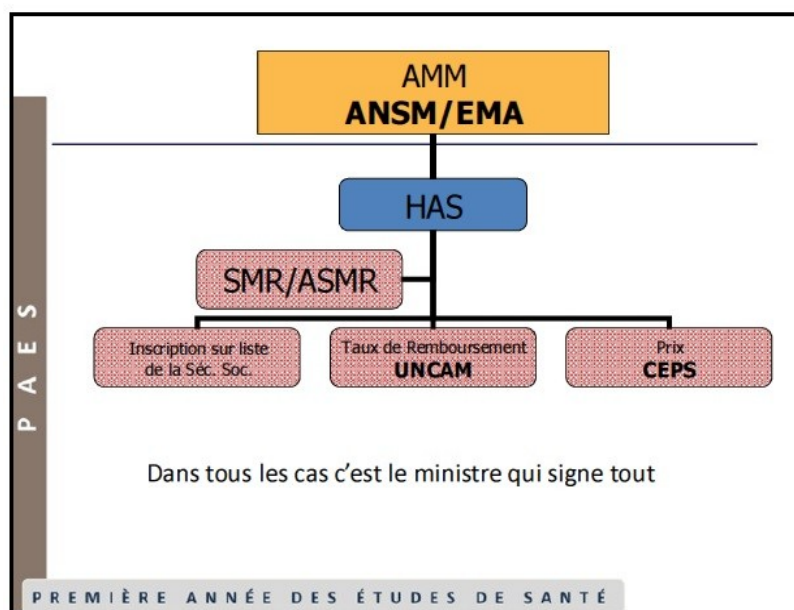 AMM
ANSM/EMA
HAS
SMR/ASMR
Inscription sur liste
de la Séc. Soc.
Taux de Remboursement
UNCAM
Prix
CEPS
Dans tous les cas c’est le ministre qui signe tout
PAES
PREMIÈRE ANNÉE DES ÉTUDES DE SANTÉ